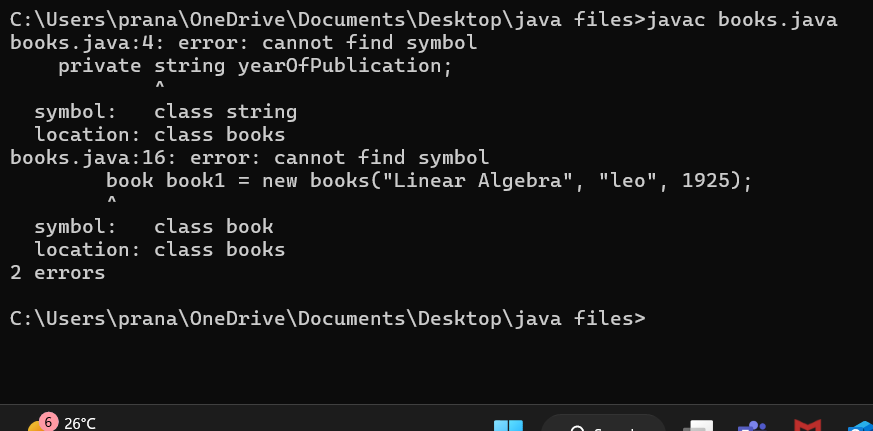 C:\Users\prana\OneDrive\Documents\Desktop\java files>javac books.java
books.java:4: error: cannot find symbol
    private string yearOfPublication;
            ^
  symbol:   class string
  location: class books
books.java:16: error: cannot find symbol
        book book1 = new books("Linear Algebra", "leo", 1925);
        ^
  symbol:   class book
  location: class books
2 errors
C:\Users\prana\OneDrive\Documents\Desktop\java files>
6 26°C